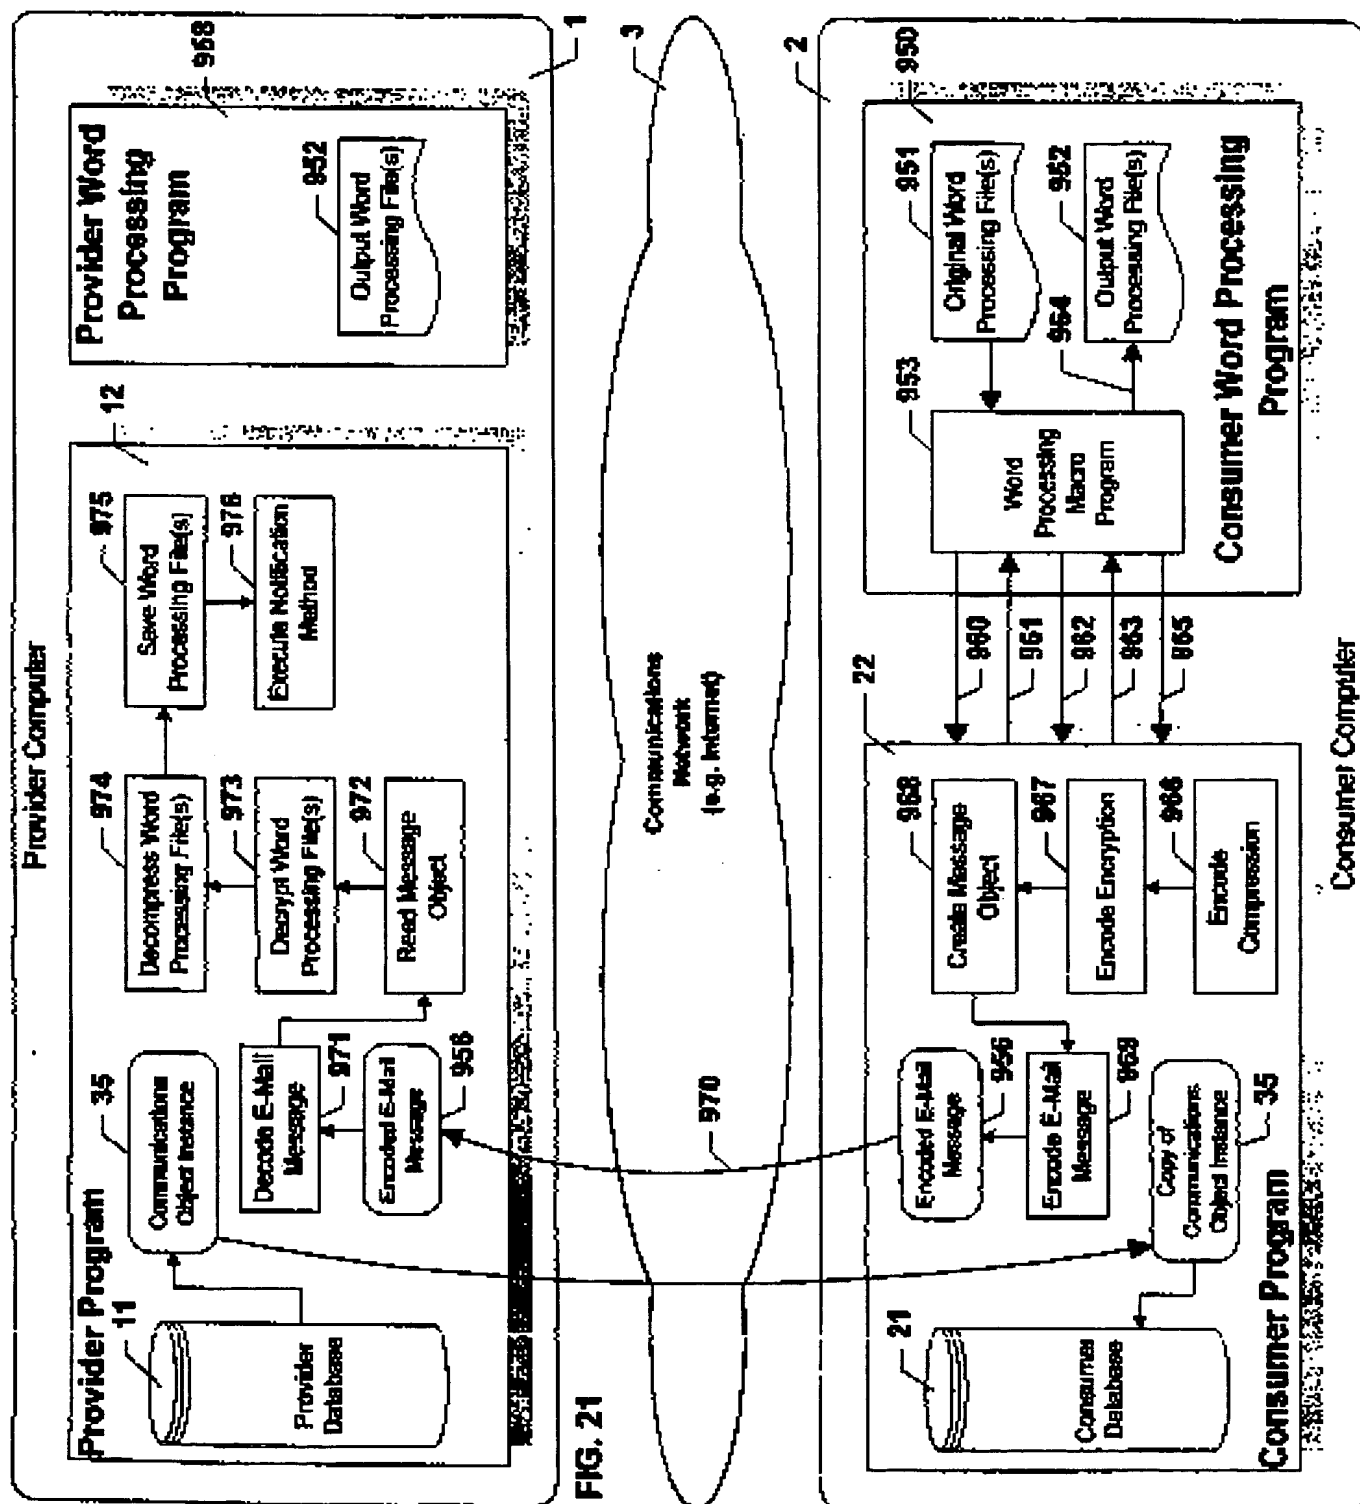 Provider Computer
1
Provider Program
11
Provider
Database
35
Communications
Object Instance
Decode E-Mail
Message
971
Encoded E-Mail
Message
956
974
Decompress Word
Processing File(s)
973
Decrypt Word
Processing File(s)
972
Read Message
Object
12
975
Save Word
Processing File(s)
976
Execute Notification
Method
Provider Word
Processing
Program
958
952
Output Word
Processing File(s)
FIG. 21
3
Communications
Network
(e.g. Internet)
970
2
21
Consumer
Database
Consumer Program
Encoded E-Mail
Message
956
Encode E-Mail
Message
969
Copy of
Communications
Object Instance
35
22
968
Create Message
Object
967
Encode Encryption
966
Encode
Compression
960
961
962
963
965
950
953
Word
Processing
Macro
Program
951
Original Word
Processing File(s)
964
952
Output Word
Processing File(s)
Consumer Word Processing
Program
Consumer Computer